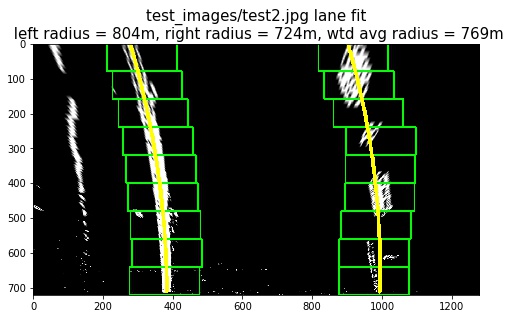 test_images/test2.jpg lane fit
left radius = 804m, right radius = 724m, wtd avg radius = 769m
0
100
200
300
400
500
600
700
0 200 400 600 800 1000 1200